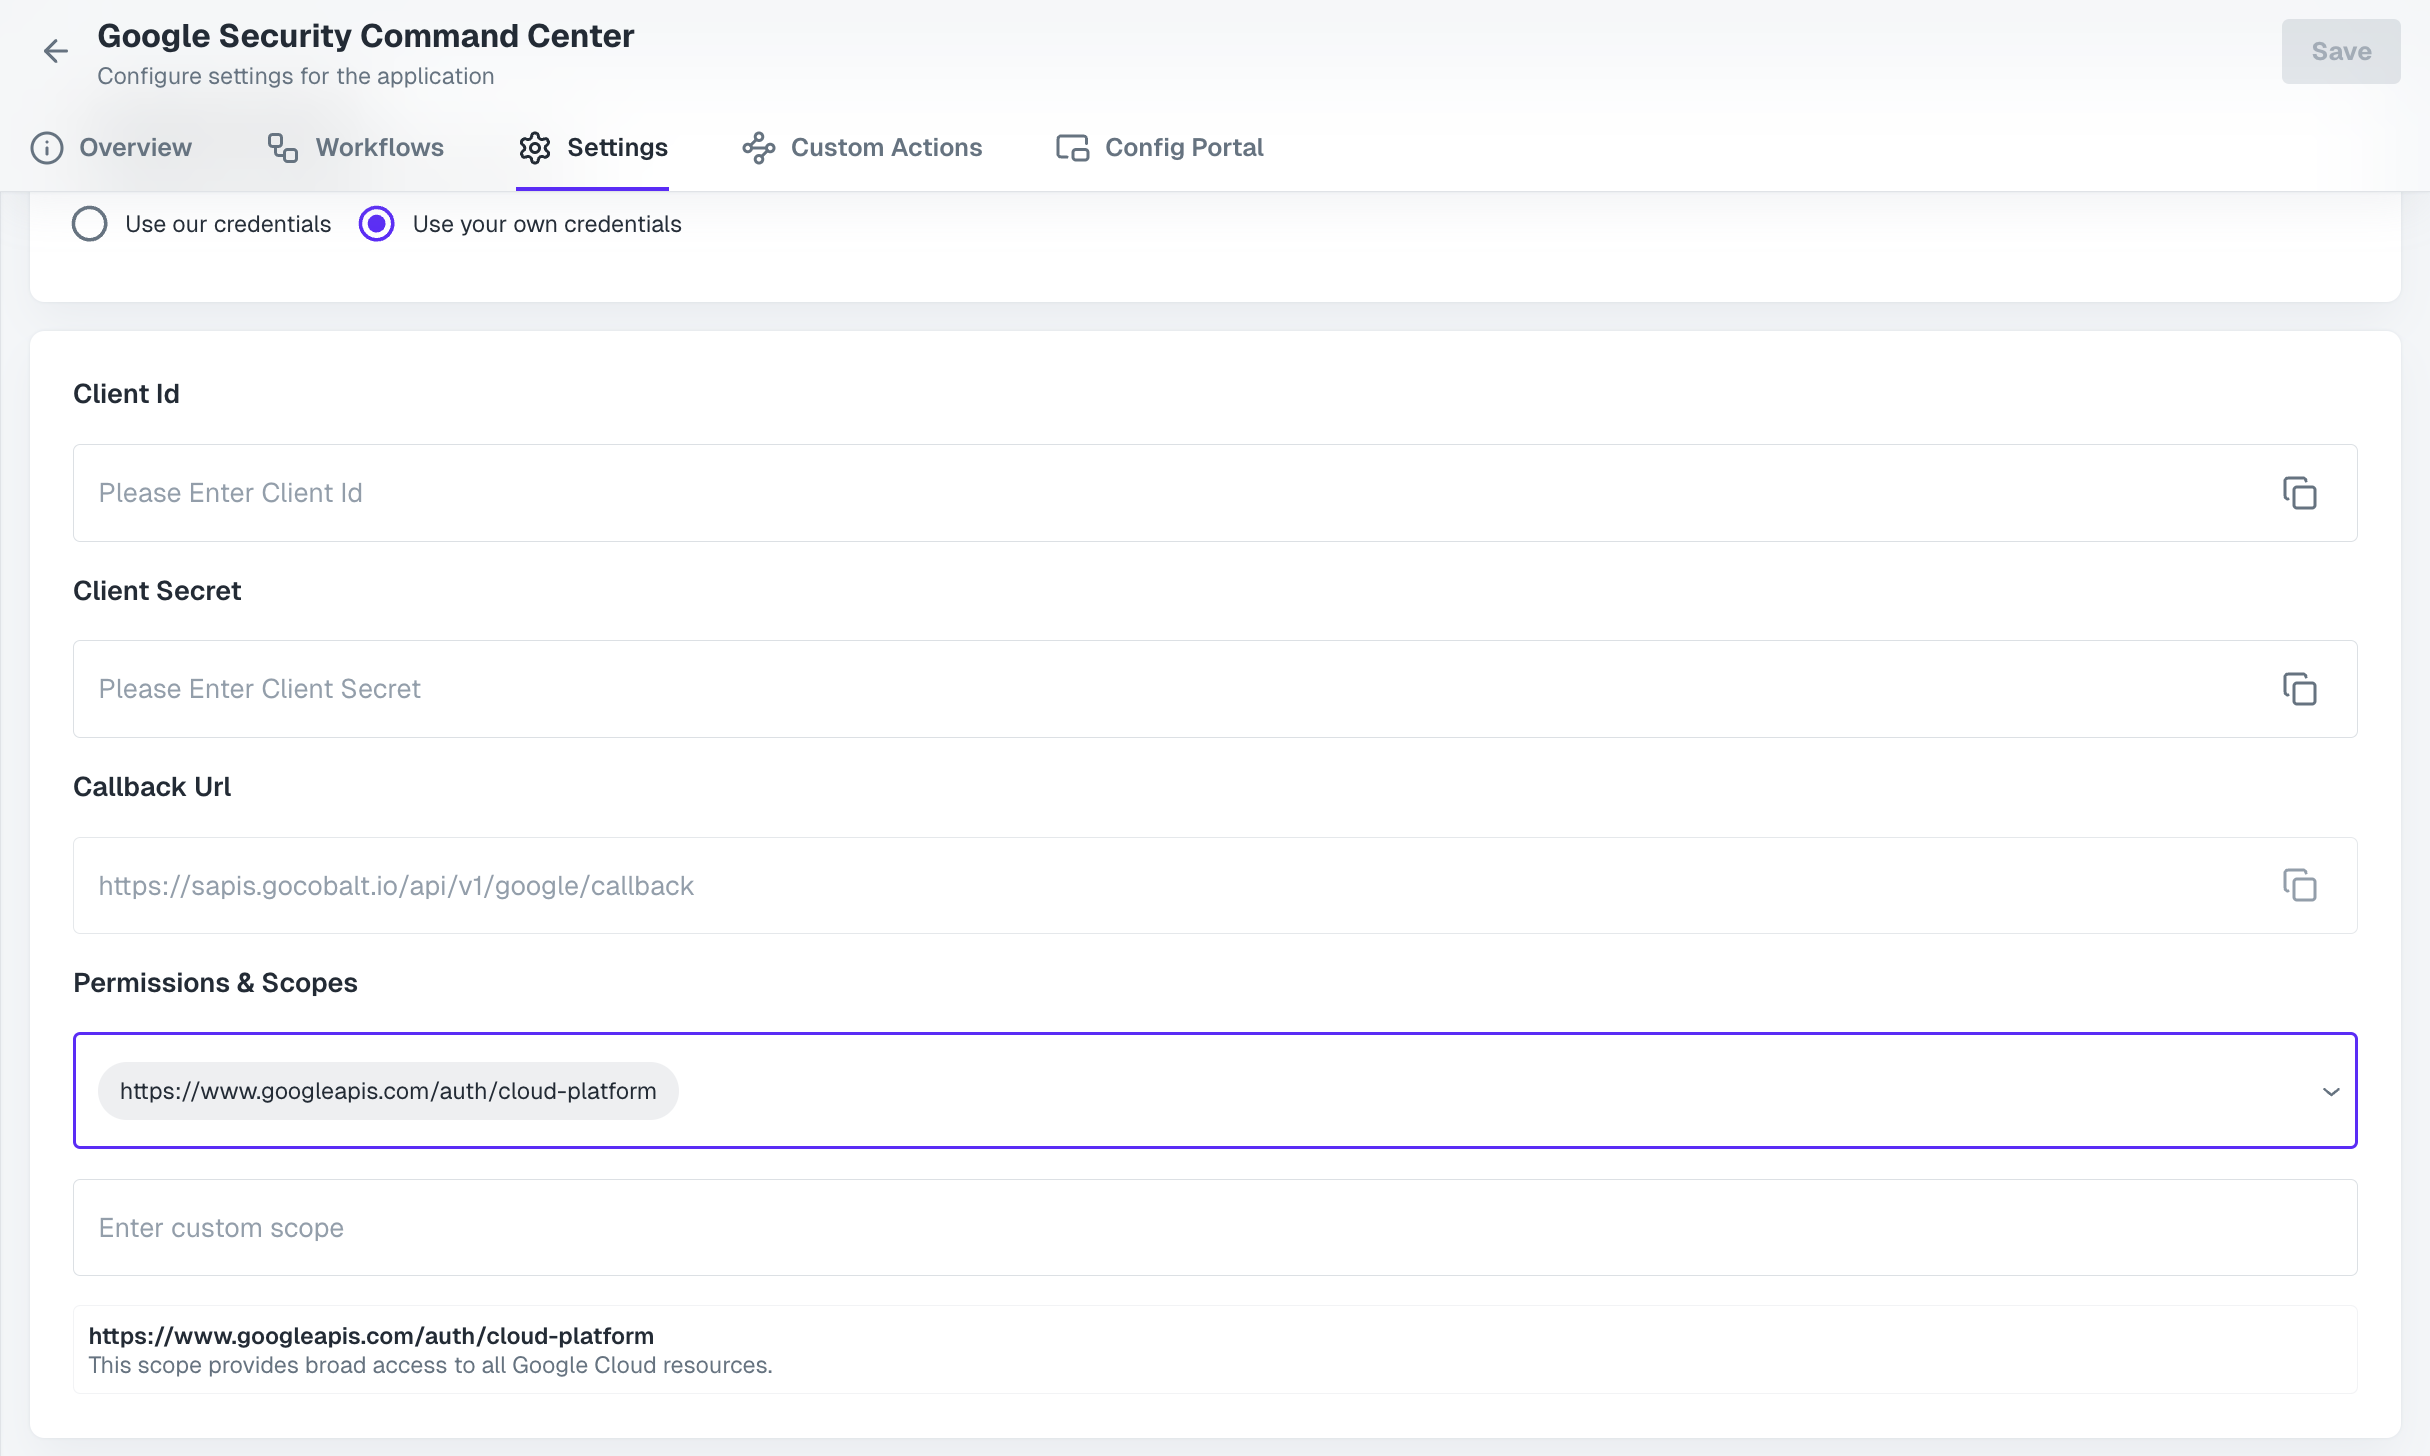 Google Security Command Center
Configure settings for the application
Save
Overview
Workflows
Settings
Custom Actions
Config Portal
Use our credentials
Use your own credentials
Client Id
Please Enter Client Id
Client Secret
Please Enter Client Secret
Callback Url
https://sapis.gocobalt.io/api/v1/google/callback
Permissions & Scopes
https://www.googleapis.com/auth/cloud-platform
Enter custom scope
https://www.googleapis.com/auth/cloud-platform
This scope provides broad access to all Google Cloud resources.